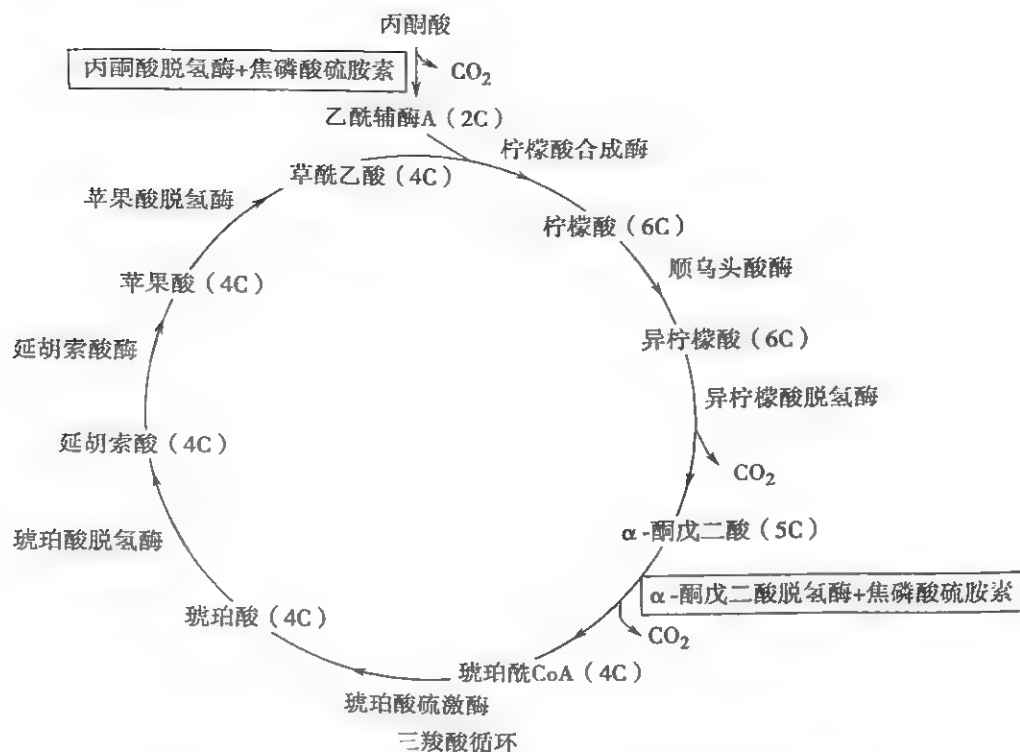 丙酮酸
丙酮酸脱氢酶+焦磷酸硫胺素
CO2
乙酰辅酶A（2C）
柠檬酸合成酶
草酰乙酸（4C）
苹果酸脱氢酶
柠檬酸（6C）
顺乌头酸酶
苹果酸（4C）
异柠檬酸（6C）
延胡索酸酶
异柠檬酸脱氢酶
延胡索酸（4C）
CO2
α-酮戊二酸（5C）
琥珀酸脱氢酶
α-酮戊二酸脱氢酶+焦磷酸硫胺素
琥珀酸（4C）
CO2
琥珀酰CoA（4C）
琥珀酸硫激酶
三羧酸循环